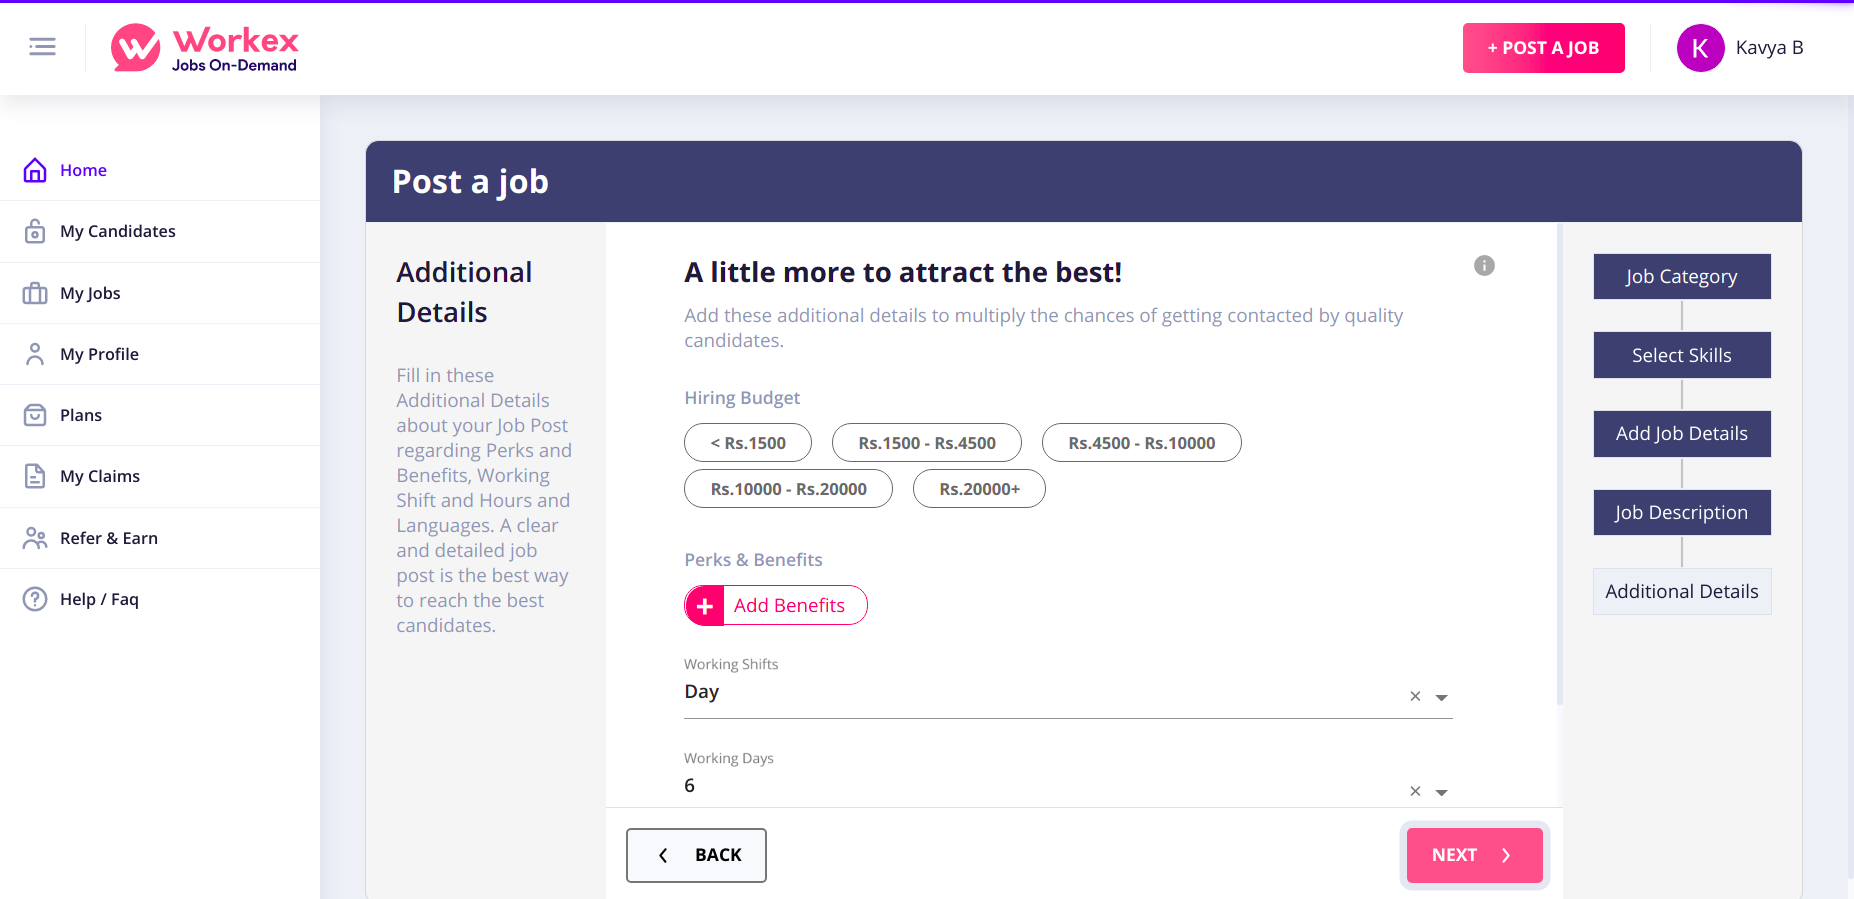 Workex
Jobs On-Demand
+ POST A JOB
K
Kavya B
Home
My Candidates
My Jobs
My Profile
Plans
My Claims
Refer & Earn
Help / Faq
Post a job
Additional
Details
Fill in these
Additional Details
about your Job Post
regarding Perks and
Benefits, Working
Shift and Hours and
Languages. A clear
and detailed job
post is the best way
to reach the best
candidates.
A little more to attract the best!
Add these additional details to multiply the chances of getting contacted by quality
candidates.
Hiring Budget
< Rs.1500
Rs.1500 - Rs.4500
Rs.4500 - Rs.10000
Rs.10000 - Rs.20000
Rs.20000+
Perks & Benefits
+ Add Benefits
Working Shifts
Day
Working Days
6
BACK
NEXT
Job Category
Select Skills
Add Job Details
Job Description
Additional Details